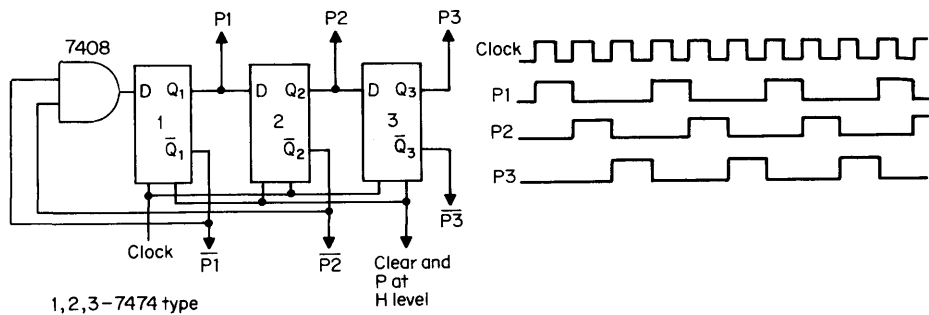 P1
P2
P3
7408
D Q₁
D Q₂
D Q₃
1
2
3
Q̅₁
Q̅₂
Q̅₃
P̅3̅
Clock
P̅1̅
P̅2̅
Clear and
P at
H level
1,2,3-7474 type
Clock
P1
P2
P3